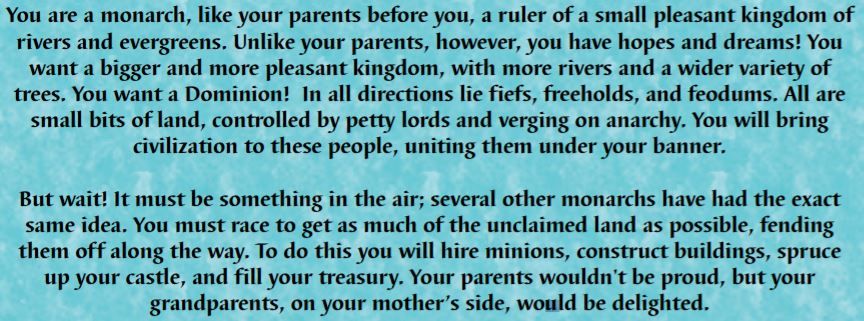 You are a monarch, like your parents before you, a ruler of a small pleasant kingdom of
rivers and evergreens. Unlike your parents, however, you have hopes and dreams! You
want a bigger and more pleasant kingdom, with more rivers and a wider variety of
trees. You want a Dominion!  In all directions lie fiefs, freeholds, and feodums. All are
small bits of land, controlled by petty lords and verging on anarchy. You will bring
civilization to these people, uniting them under your banner.

But wait! It must be something in the air; several other monarchs have had the exact
same idea. You must race to get as much of the unclaimed land as possible, fending
them off along the way. To do this you will hire minions, construct buildings, spruce
up your castle, and fill your treasury. Your parents wouldn't be proud, but your
grandparents, on your mother’s side, would be delighted.